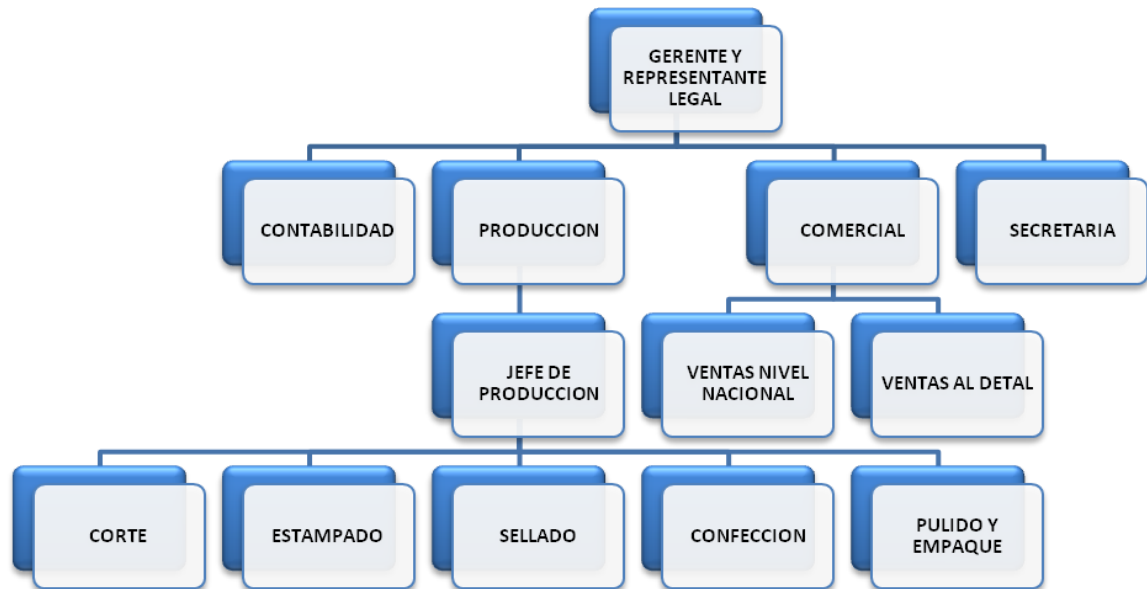 GERENTE Y
REPRESENTANTE
LEGAL
CONTABILIDAD
PRODUCCION
COMERCIAL
SECRETARIA
JEFE DE
PRODUCCION
VENTAS NIVEL
NACIONAL
VENTAS AL DETAL
CORTE
ESTAMPADO
SELLADO
CONFECCION
PULIDO Y
EMPAQUE